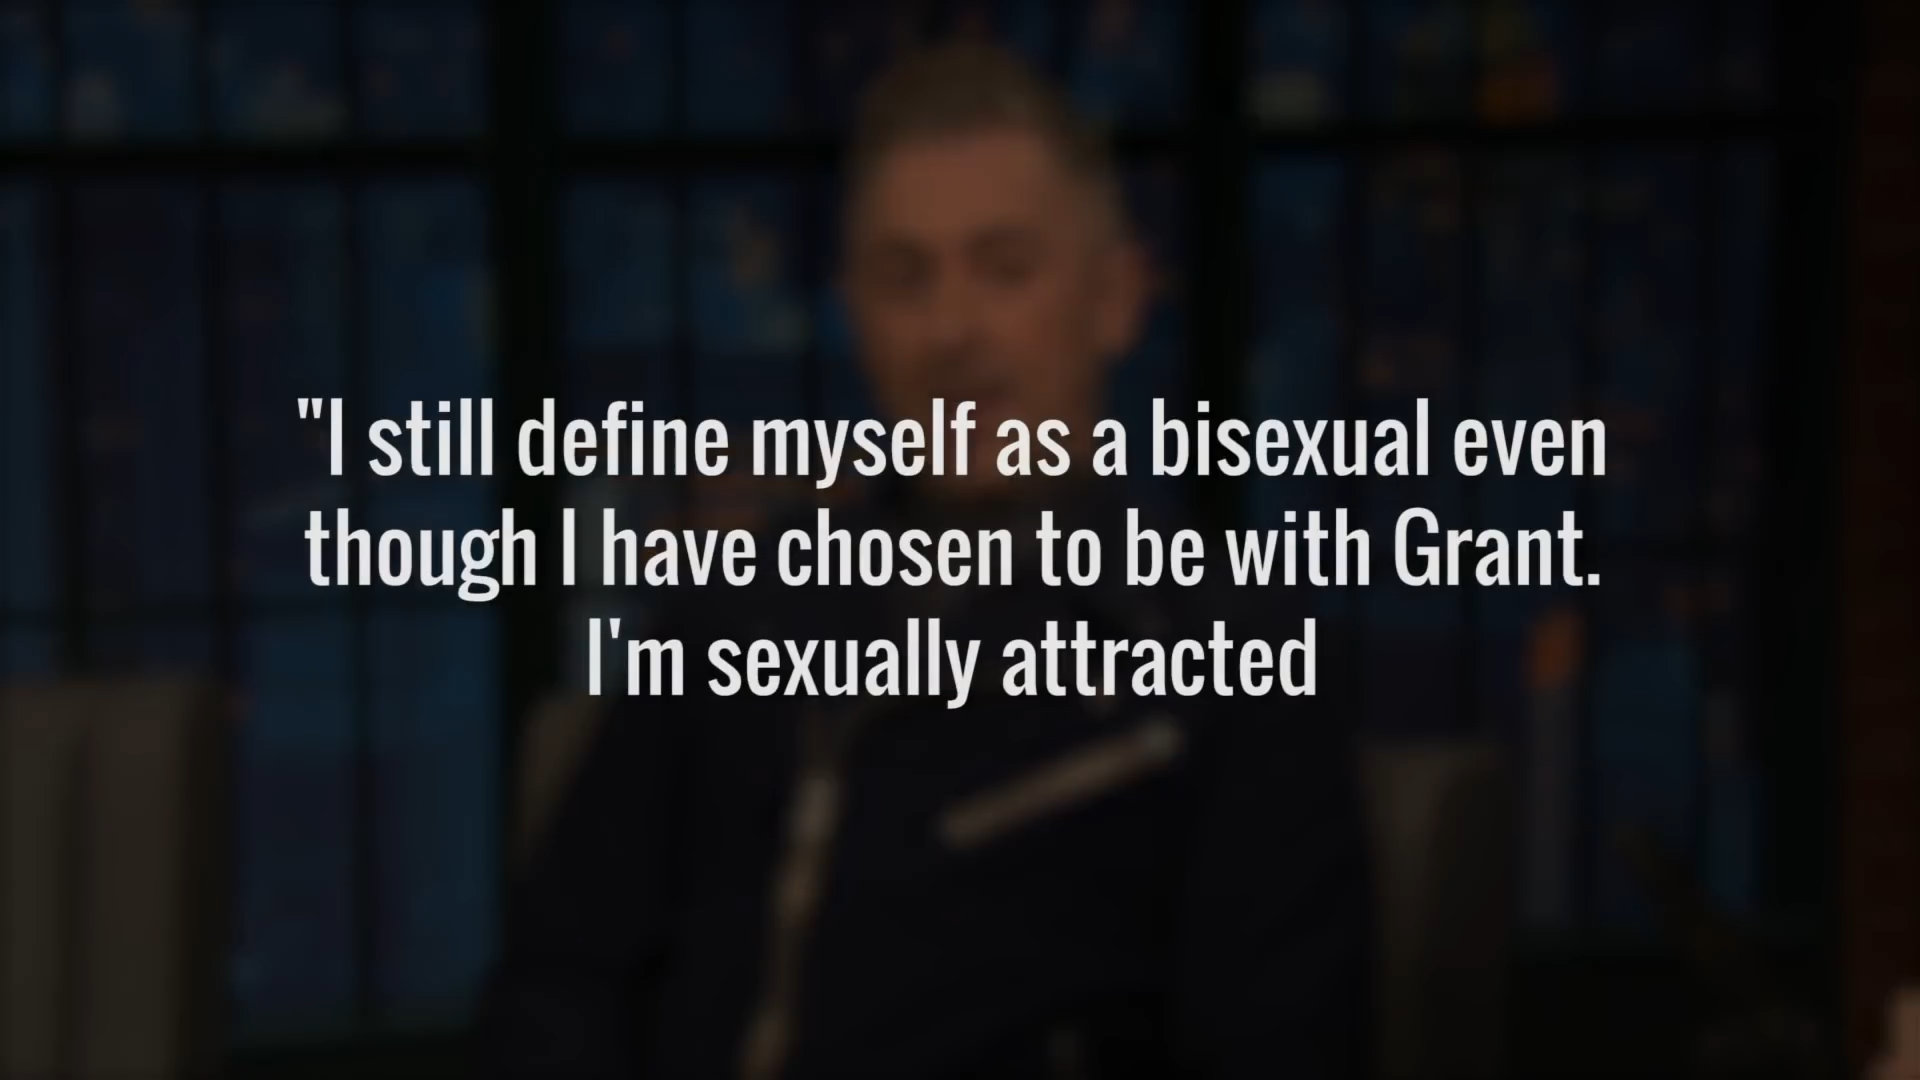 "I still define myself as a bisexual even
though I have chosen to be with Grant.
I'm sexually attracted